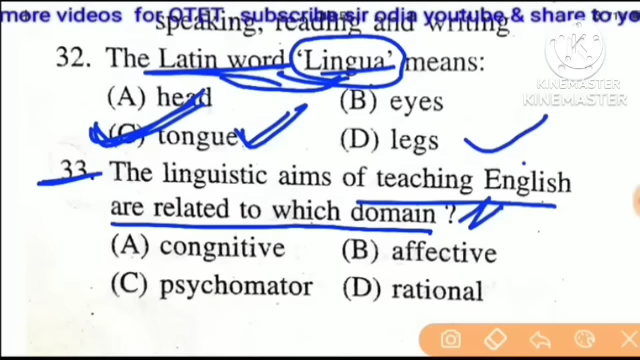 more videos for OTET: subscribe sir odia youtube & share to yo
speaking, reading and writing
32. The Latin word 'Lingua' means:
(A) head (B) eyes
(C) tongue (D) legs
33. The linguistic aims of teaching English
are related to which domain ?
(A) congnitive (B) affective
(C) psychomator (D) rational
KINEMASTER
KINEMASTER